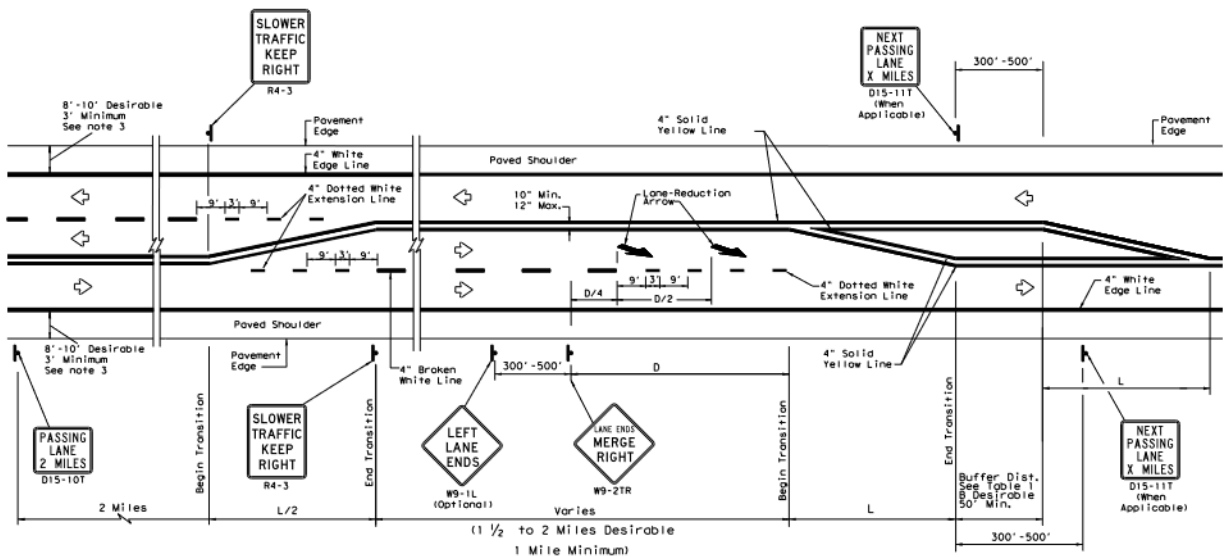 SLOWER
TRAFFIC
KEEP
RIGHT
R4-3
NEXT
PASSING
LANE
X MILES
D15-11T
(When
Applicable)
300'-500'
8'-10' Desirable
3' Minimum
See note 3
Pavement
Edge
4" White
Edge Line
Paved Shoulder
4" Solid
Yellow Line
Pavement
Edge
4" Dotted White
Extension Line
9' 3' 9'
10" Min.
12" Max.
Lane-Reduction
Arrow
9' 3' 9'
9' 3' 9'
D/4
D/2
4" Dotted White
Extension Line
4" White
Edge Line
Paved Shoulder
8'-10' Desirable
3' Minimum
See note 3
Pavement
Edge
4" Broken
White Line
300'-500'
D
4" Solid
Yellow Line
L
PASSING
LANE
2 MILES
D15-10T
Begin Transition
SLOWER
TRAFFIC
KEEP
RIGHT
R4-3
End Transition
LEFT
LANE
ENDS
W9-1L
(Optional)
LANE ENDS
MERGE
RIGHT
W9-2TR
Begin Transition
End Transition
Buffer Dist.
See Table 1
B Desirable
50' Min.
NEXT
PASSING
LANE
X MILES
D15-11T
(When
Applicable)
2 Miles
L/2
Varies
(1 1/2 to 2 Miles Desirable
1 Mile Minimum)
L
300'-500'